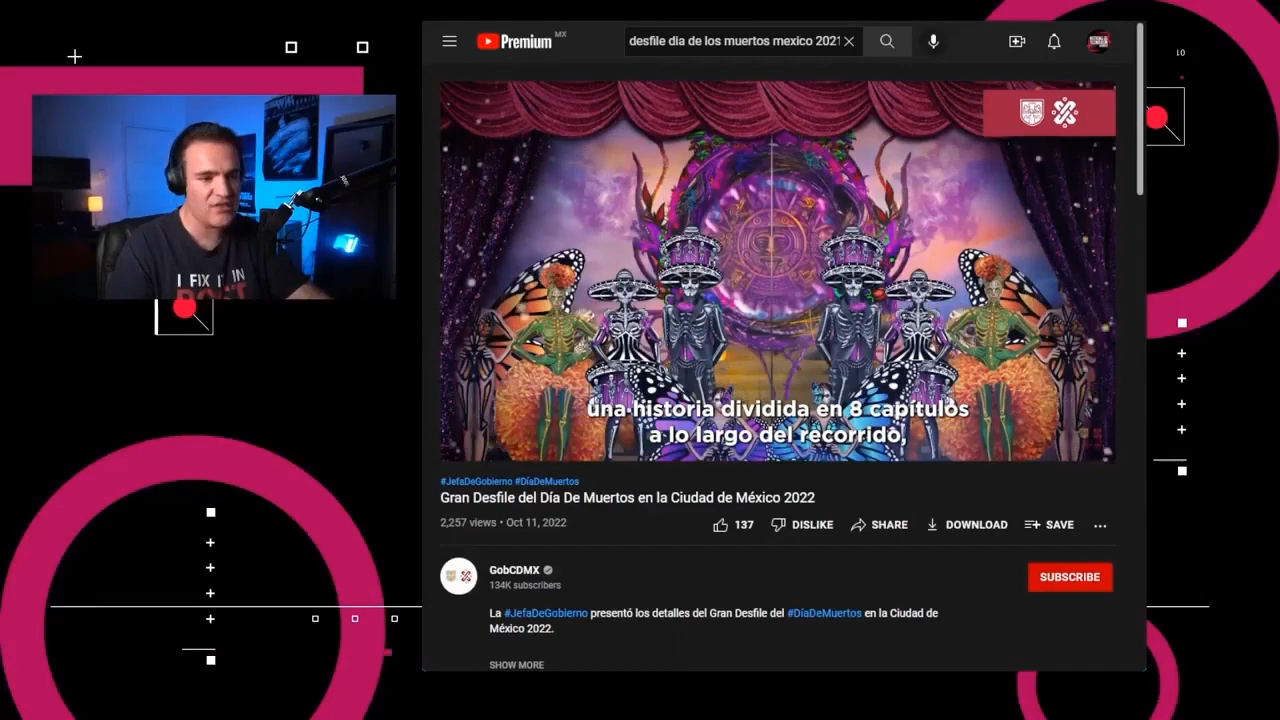 Premium MX
desfile dia de los muertos mexico 2021
10
I FIX IT IN
POST
una historia dividida en 8 capítulos
a lo largo del recorrido,
#JefaDeGobierno #DíaDeMuertos
Gran Desfile del Día De Muertos en la Ciudad de México 2022
2,257 views • Oct 11, 2022
137
DISLIKE
SHARE
DOWNLOAD
SAVE
GobCDMX
134K subscribers
SUBSCRIBE
La #JefaDeGobierno presentó los detalles del Gran Desfile del #DíaDeMuertos en la Ciudad de
México 2022.
SHOW MORE